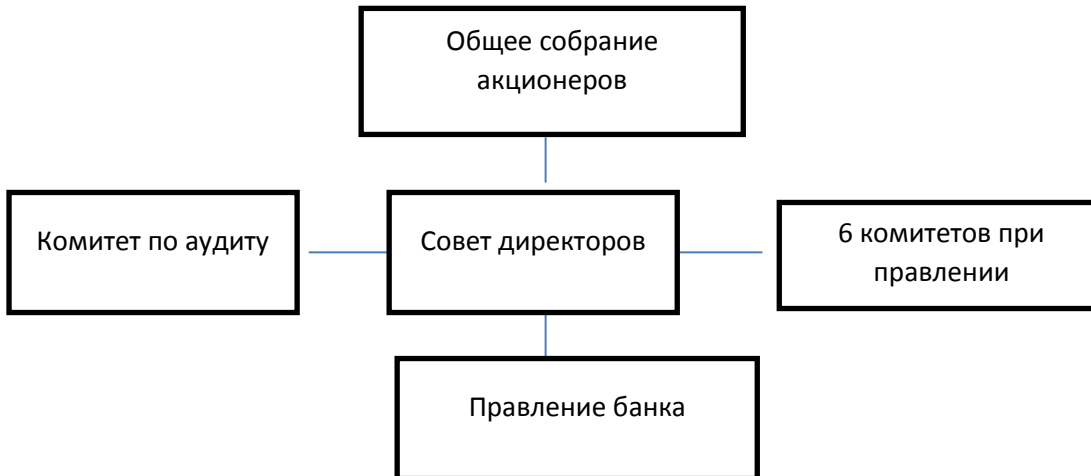 Общее собрание
акционеров
Комитет по аудиту
Совет директоров
6 комитетов при
правлении
Правление банка